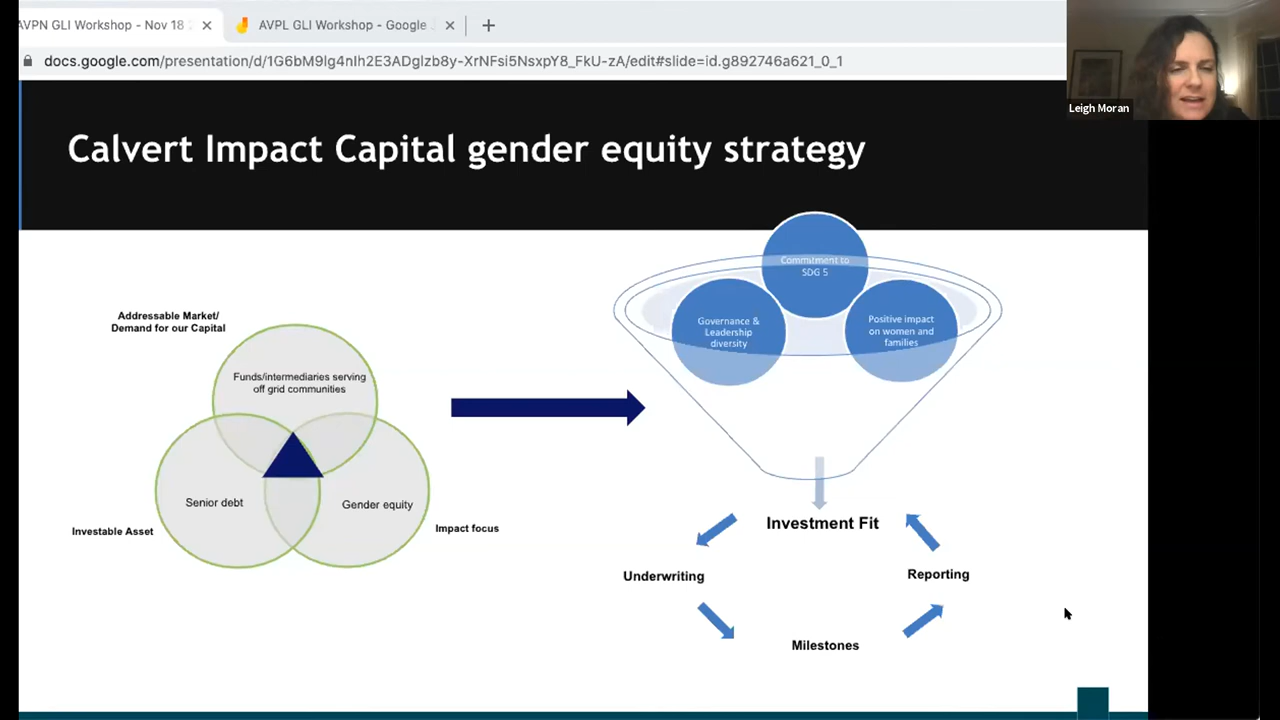 AVPN GLI Workshop - Nov 18
AVPL GLI Workshop - Google
docs.google.com/presentation/d/1G6bM9lg4nIh2E3ADglzb8y-XrNFsi5NsxpY8_FkU-zA/edit#slide=id.g892746a621_0_1
Leigh Moran
Calvert Impact Capital gender equity strategy
Addressable Market/
Demand for our Capital
Funds/intermediaries serving
off grid communities
Senior debt
Gender equity
Investable Asset
Impact focus
Commitment to
SDG 5
Governance &
Leadership
diversity
Positive impact
on women and
families
Investment Fit
Underwriting
Reporting
Milestones